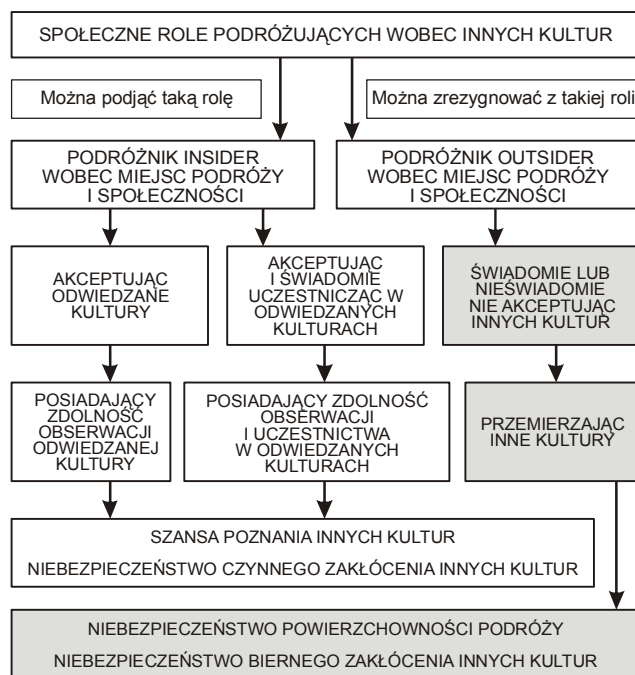 SPOŁECZNE ROLE PODRÓŻUJĄCYCH WOBEC INNYCH KULTUR
Można podjąć taką rolę
Można zrezygnować z takiej roli
PODRÓŻNIK INSIDER
WOBEC MIEJSC PODRÓŻY
I SPOŁECZNOŚCI
PODRÓŻNIK OUTSIDER
WOBEC MIEJSC PODRÓŻY
I SPOŁECZNOŚCI
AKCEPTUJĄC
ODWIEDZANE
KULTURY
AKCEPTUJĄC
I ŚWIADOMIE
UCZESTNICZĄC W
ODWIEDZANYCH
KULTURACH
ŚWIADOMIE LUB
NIEŚWIADOMIE
NIE AKCEPTUJĄC
INNYCH KULTUR
POSIADAJĄCY
ZDOLNOŚĆ
OBSERWACJI
ODWIEDZANEJ
KULTURY
POSIADAJĄCY ZDOLNOŚĆ
OBSERWACJI
I UCZESTNICTWA
W ODWIEDZANYCH
KULTURACH
PRZEMIERZAJĄC
INNE KULTURY
SZANSA POZNANIA INNYCH KULTUR
NIEBEZPIECZEŃSTWO CZYNNEGO ZAKŁÓCENIA INNYCH KULTUR
NIEBEZPIECZEŃSTWO POWIERZCHOWNOŚCI PODRÓŻY
NIEBEZPIECZEŃSTWO BIERNEGO ZAKŁÓCENIA INNYCH KULTUR